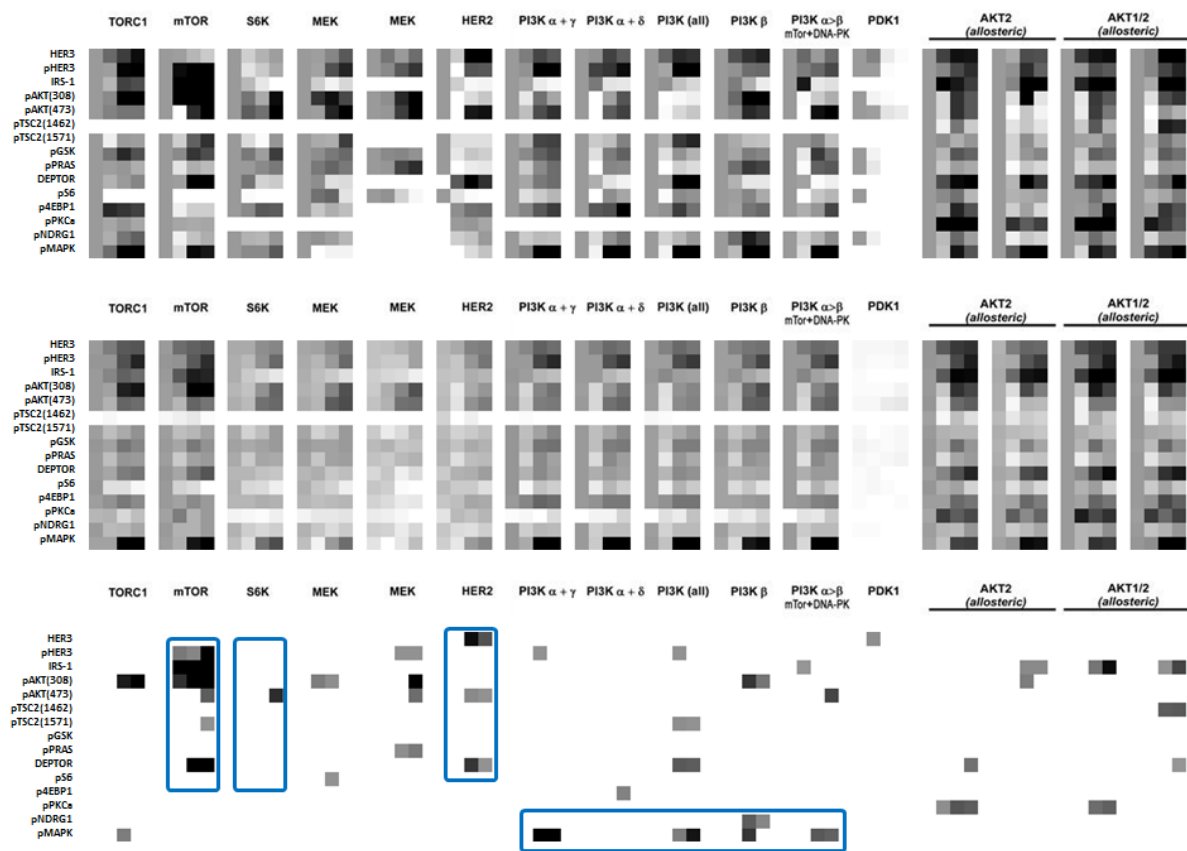 TORC1 mTOR S6K MEK MEK HER2 PI3K α + γ PI3K α + δ PI3K (all) PI3K β PI3K α>β PDK1 AKT2 AKT1/2
mTor+DNA-PK (allosteric) (allosteric)
HER3
pHER3
IRS-1
pAKT(308)
pAKT(473)
pTSC2(1462)
pTSC2(1571)
pGSK
pPRAS
DEPTOR
pS6
p4EBP1
pPKCa
pNDRG1
pMAPK
TORC1 mTOR S6K MEK MEK HER2 PI3K α + γ PI3K α + δ PI3K (all) PI3K β PI3K α>β PDK1 AKT2 AKT1/2
mTor+DNA-PK (allosteric) (allosteric)
HER3
pHER3
IRS-1
pAKT(308)
pAKT(473)
pTSC2(1462)
pTSC2(1571)
pGSK
pPRAS
DEPTOR
pS6
p4EBP1
pPKCa
pNDRG1
pMAPK
TORC1 mTOR S6K MEK MEK HER2 PI3K α + γ PI3K α + δ PI3K (all) PI3K β PI3K α>β PDK1 AKT2 AKT1/2
mTor+DNA-PK (allosteric) (allosteric)
HER3
pHER3
IRS-1
pAKT(308)
pAKT(473)
pTSC2(1462)
pTSC2(1571)
pGSK
pPRAS
DEPTOR
pS6
p4EBP1
pPKCa
pNDRG1
pMAPK